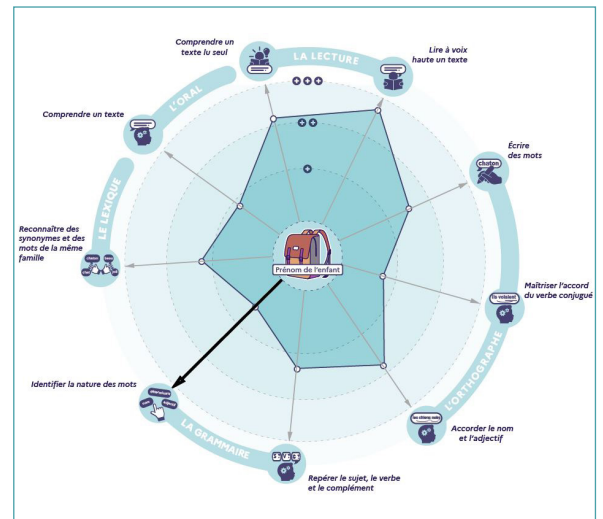 Comprendre un
texte lu seul
LA LECTURE
Lire à voix
haute un texte
L'ORAL
Comprendre un texte
Écrire
des mots
chaton
LE LEXIQUE
Reconnaître des
synonymes et des
mots de la même
famille
Prénom de l'enfant
Maîtriser l'accord
du verbe conjugué
L'ORTHOGRAPHE
Identifier la nature des mots
Accorder le nom
et l'adjectif
LA GRAMMAIRE
Repérer le sujet, le verbe
et le complément